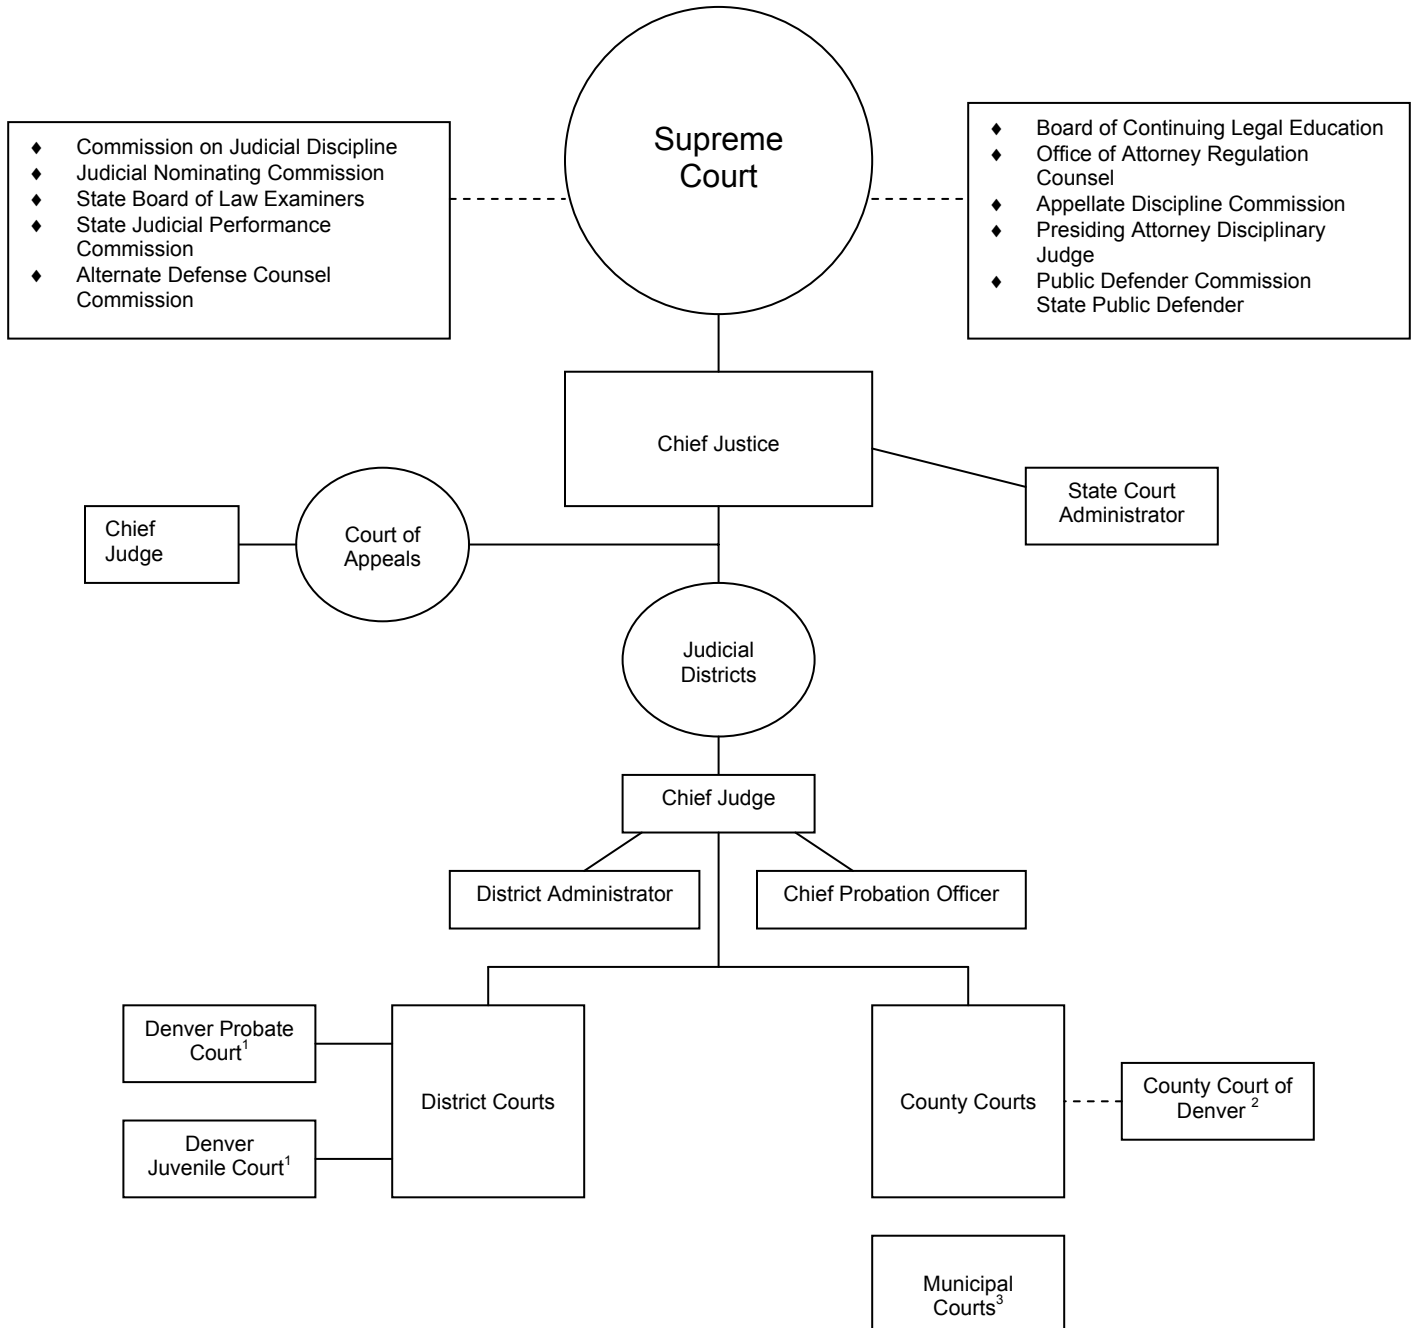 Supreme
Court
♦ Commission on Judicial Discipline
♦ Judicial Nominating Commission
♦ State Board of Law Examiners
♦ State Judicial Performance
Commission
♦ Alternate Defense Counsel
Commission
♦ Board of Continuing Legal Education
♦ Office of Attorney Regulation
Counsel
♦ Appellate Discipline Commission
♦ Presiding Attorney Disciplinary
Judge
♦ Public Defender Commission
State Public Defender
Chief Justice
State Court
Administrator
Chief
Judge
Court of
Appeals
Judicial
Districts
Chief Judge
District Administrator
Chief Probation Officer
Denver Probate
Court¹
Denver
Juvenile Court¹
District Courts
County Courts
County Court of
Denver ²
Municipal
Courts³